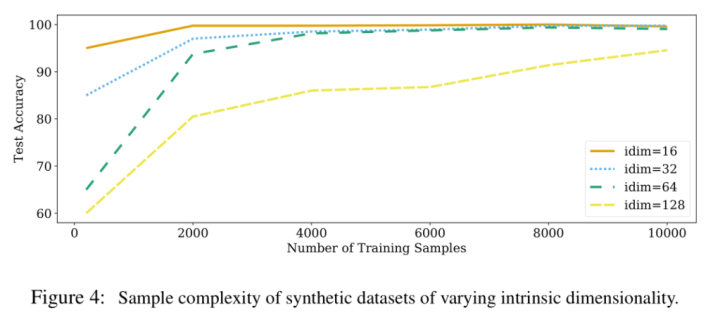 100
90
80
70
60
Test Accuracy
idim=16
idim=32
idim=64
idim=128
0 2000 4000 6000 8000 10000
Number of Training Samples
Figure 4: Sample complexity of synthetic datasets of varying intrinsic dimensionality.